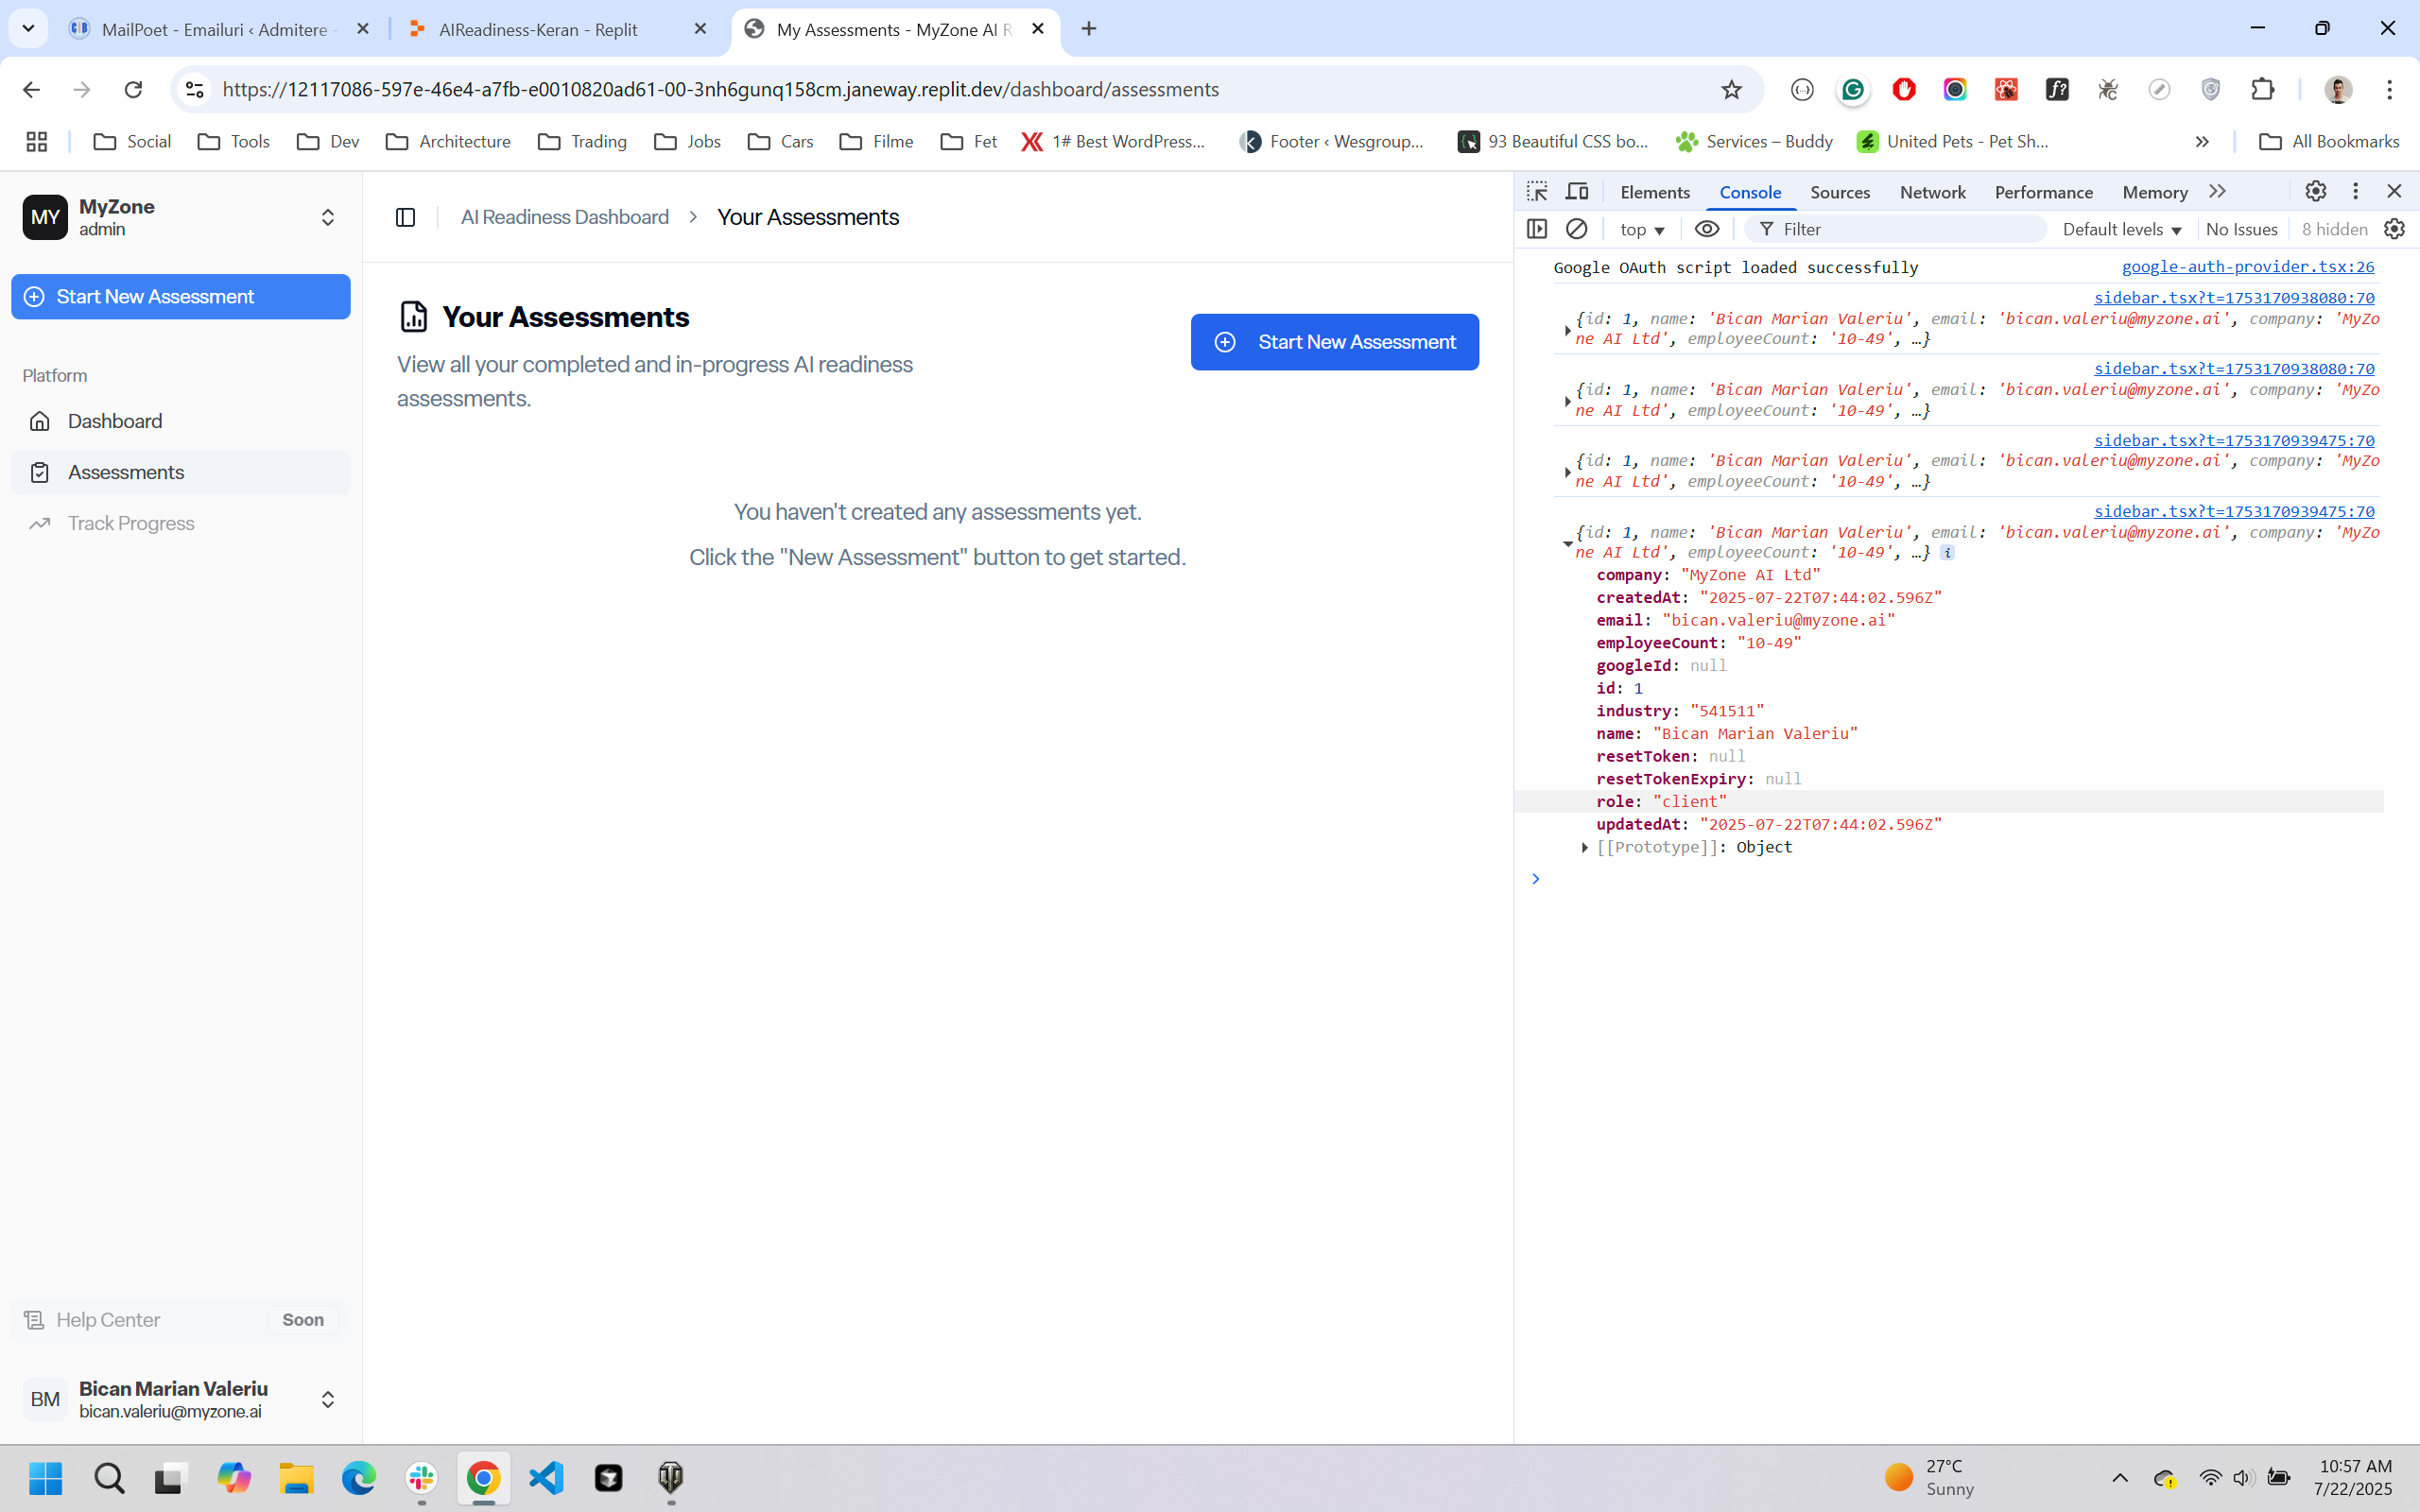 MailPoet - Emailuri ‹ Admitere -
AIReadiness-Keran - Replit
My Assessments - MyZone AI R
https://12117086-597e-46e4-a7fb-e0010820ad61-00-3nh6gunq158cm.janeway.replit.dev/dashboard/assessments
Social
Tools
Dev
Architecture
Trading
Jobs
Cars
Filme
Fet
1# Best WordPress...
Footer ‹ Wesgroup...
93 Beautiful CSS bo...
Services – Buddy
United Pets - Pet Sh...
All Bookmarks
MY
MyZone
admin
Start New Assessment
Platform
Dashboard
Assessments
Track Progress
Help Center
Soon
BM
Bican Marian Valeriu
bican.valeriu@myzone.ai
AI Readiness Dashboard
Your Assessments
Your Assessments
View all your completed and in-progress AI readiness
assessments.
Start New Assessment
You haven't created any assessments yet.
Click the "New Assessment" button to get started.
Elements
Console
Sources
Network
Performance
Memory
top
Filter
Default levels
No Issues
8 hidden
Google OAuth script loaded successfully
google-auth-provider.tsx:26
sidebar.tsx?t=1753170938080:70
{id: 1, name: 'Bican Marian Valeriu', email: 'bican.valeriu@myzone.ai', company: 'MyZo
ne AI Ltd', employeeCount: '10-49', …}
sidebar.tsx?t=1753170938080:70
{id: 1, name: 'Bican Marian Valeriu', email: 'bican.valeriu@myzone.ai', company: 'MyZo
ne AI Ltd', employeeCount: '10-49', …}
sidebar.tsx?t=1753170939475:70
{id: 1, name: 'Bican Marian Valeriu', email: 'bican.valeriu@myzone.ai', company: 'MyZo
ne AI Ltd', employeeCount: '10-49', …}
sidebar.tsx?t=1753170939475:70
{id: 1, name: 'Bican Marian Valeriu', email: 'bican.valeriu@myzone.ai', company: 'MyZo
ne AI Ltd', employeeCount: '10-49', …} i
company: "MyZone AI Ltd"
createdAt: "2025-07-22T07:44:02.596Z"
email: "bican.valeriu@myzone.ai"
employeeCount: "10-49"
googleId: null
id: 1
industry: "541511"
name: "Bican Marian Valeriu"
resetToken: null
resetTokenExpiry: null
role: "client"
updatedAt: "2025-07-22T07:44:02.596Z"
[[Prototype]]: Object
27°C
Sunny
10:57 AM
7/22/2025